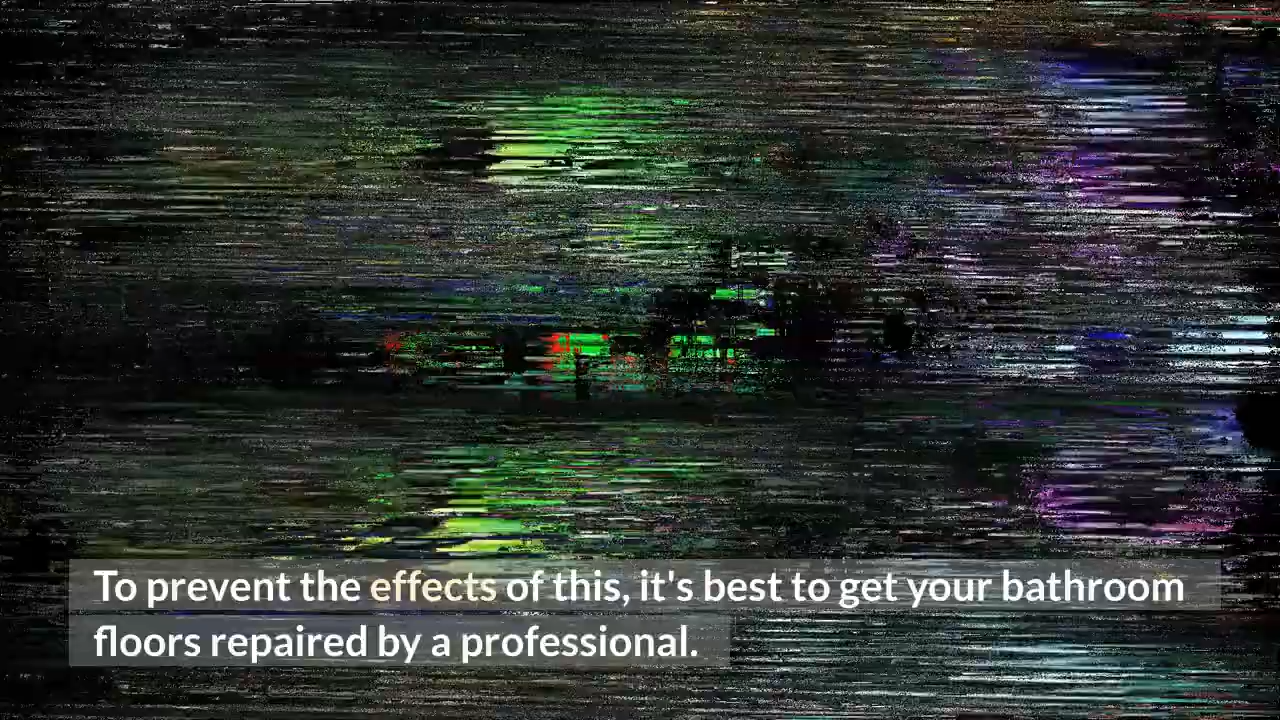 To prevent the effects of this, it's best to get your bathroom
floors repaired by a professional.